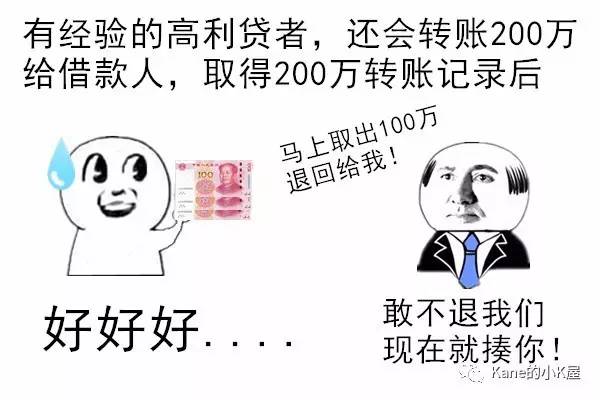 有经验的高利贷者，还会转账200万
给借款人，取得200万转账记录后
马上取出100万
退回给我！
100
好好好....
敢不退我们
现在就揍你！
Kane的小K屋